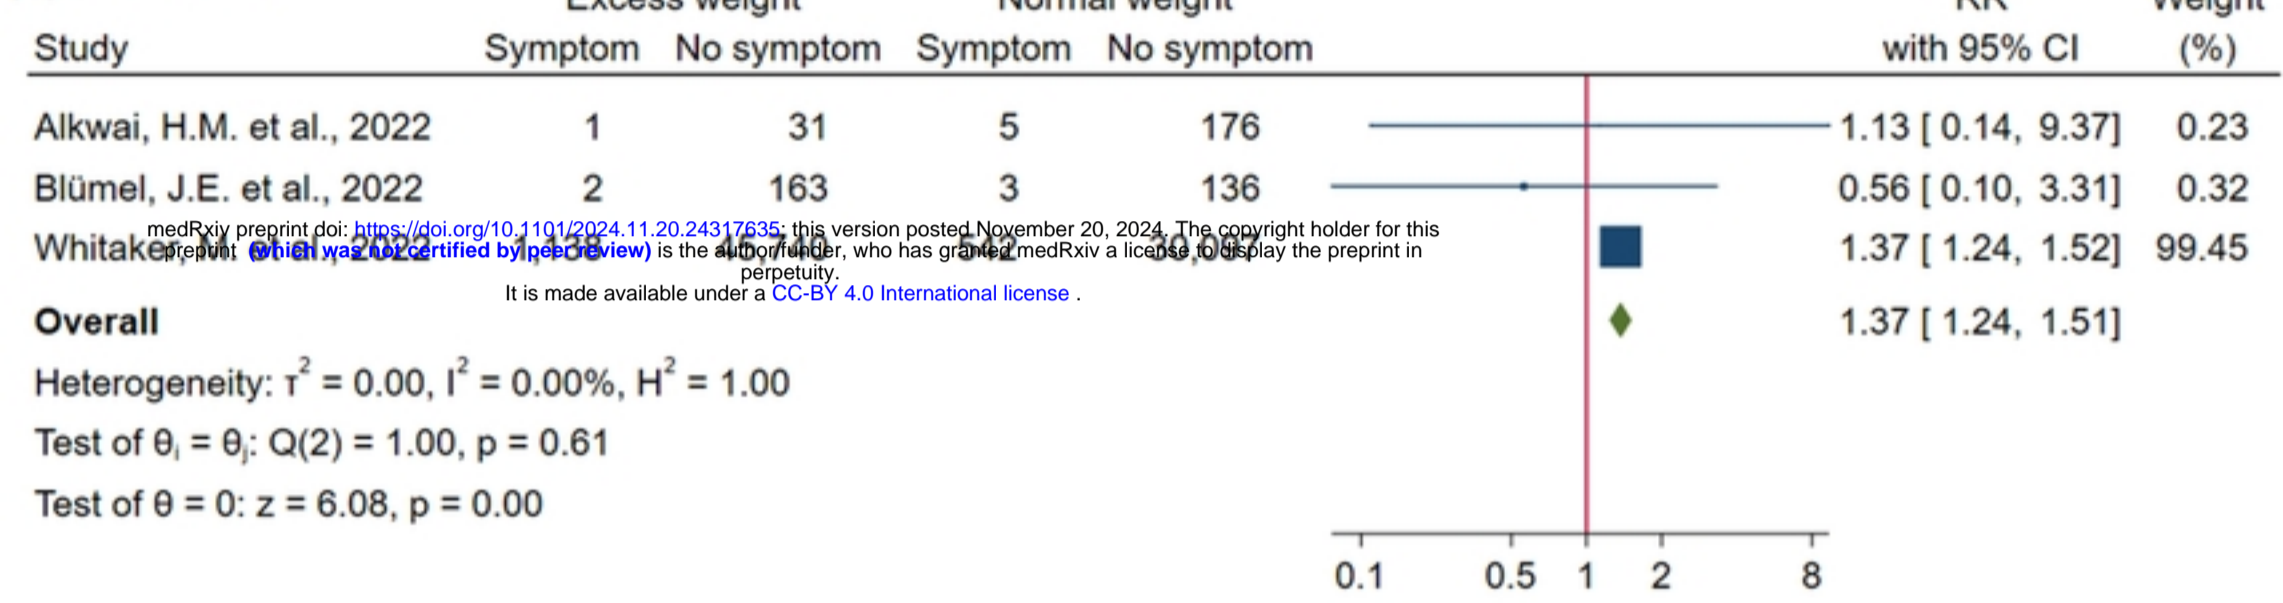 Excess weight Normal weight RR Weight
Study Symptom No symptom Symptom No symptom with 95% CI (%)
Alkwai, H.M. et al., 2022 1 31 5 176 1.13 [ 0.14, 9.37] 0.23
Blümel, J.E. et al., 2022 2 163 3 136 0.56 [ 0.10, 3.31] 0.32
medRxiv preprint doi: https://doi.org/10.1101/2024.11.20.24317635; this version posted November 20, 2024. The copyright holder for this
Whitaker, M. et al., 2022 542 1.37 [ 1.24, 1.52] 99.45
preprint (which was not certified by peer review) is the author/funder, who has granted medRxiv a license to display the preprint in
perpetuity.
It is made available under a CC-BY 4.0 International license .
Overall 1.37 [ 1.24, 1.51]
Heterogeneity: τ² = 0.00, I² = 0.00%, H² = 1.00
Test of θᵢ = θⱼ: Q(2) = 1.00, p = 0.61
Test of θ = 0: z = 6.08, p = 0.00
0.1 0.5 1 2 8